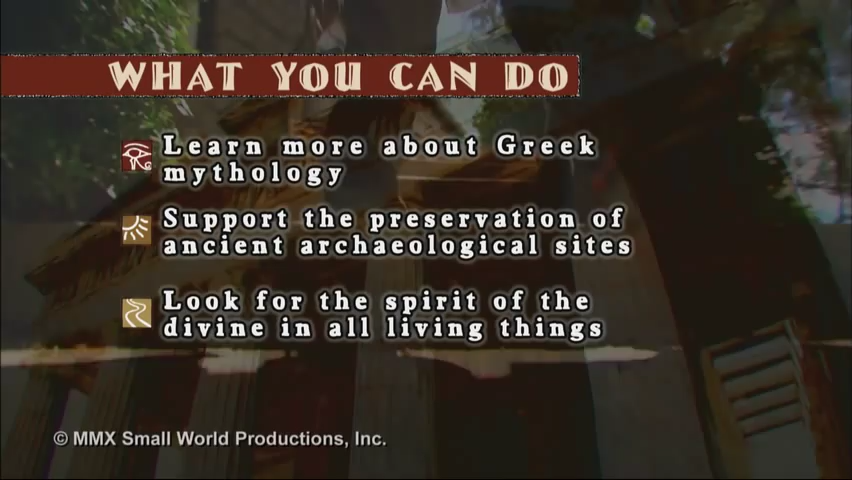 WHAT YOU CAN DO
Learn more about Greek
mythology
Support the preservation of
ancient archaeological sites
Look for the spirit of the
divine in all living things
© MMX Small World Productions, Inc.